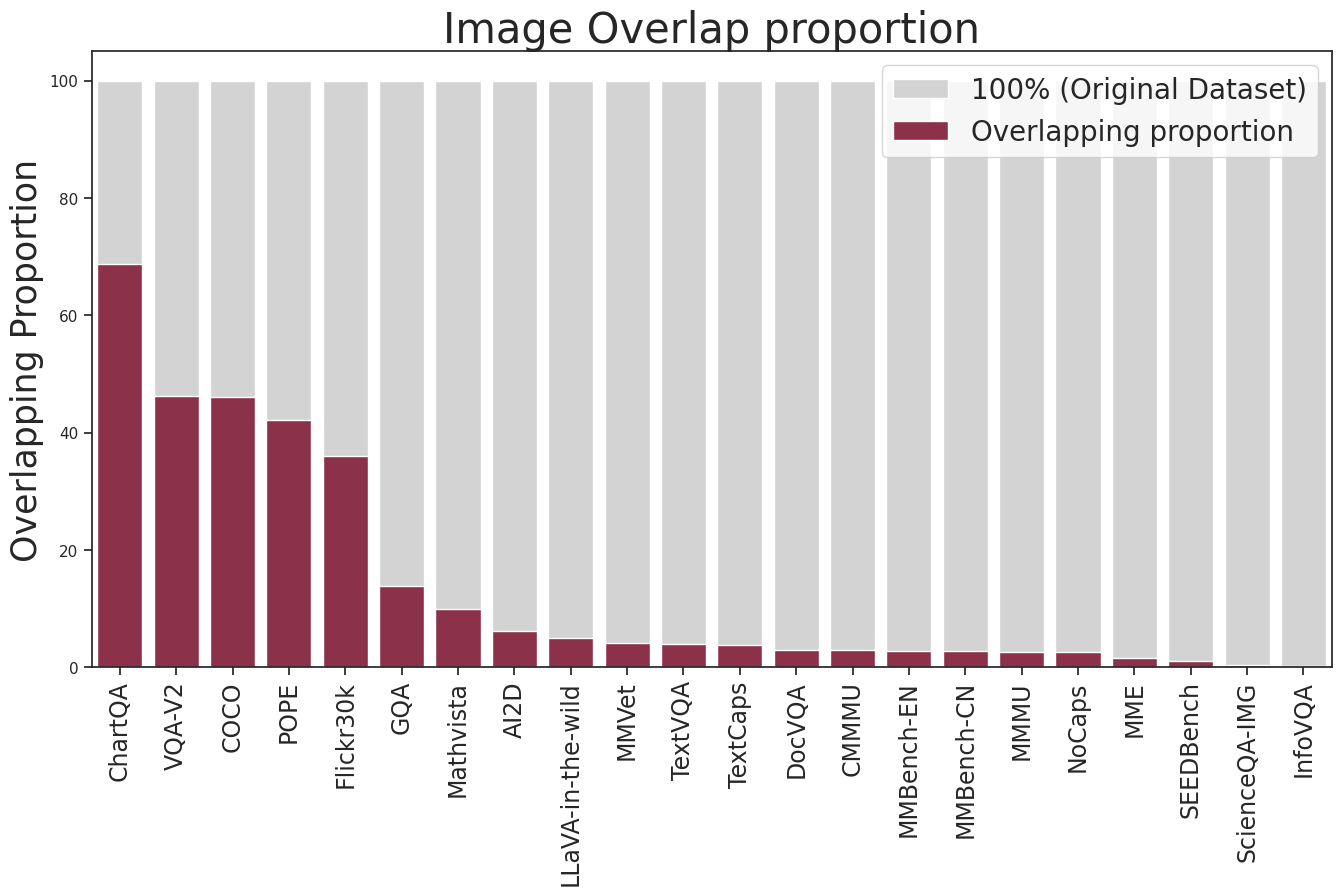 Image Overlap proportion
100% (Original Dataset)
Overlapping proportion
Overlapping Proportion
100
80
60
40
20
0
ChartQA
VQA-V2
COCO
POPE
Flickr30k
GQA
Mathvista
AI2D
LLaVA-in-the-wild
MMVet
TextVQA
TextCaps
DocVQA
CMMMU
MMBench-EN
MMBench-CN
MMMU
NoCaps
MME
SEEDBench
ScienceQA-IMG
InfoVQA